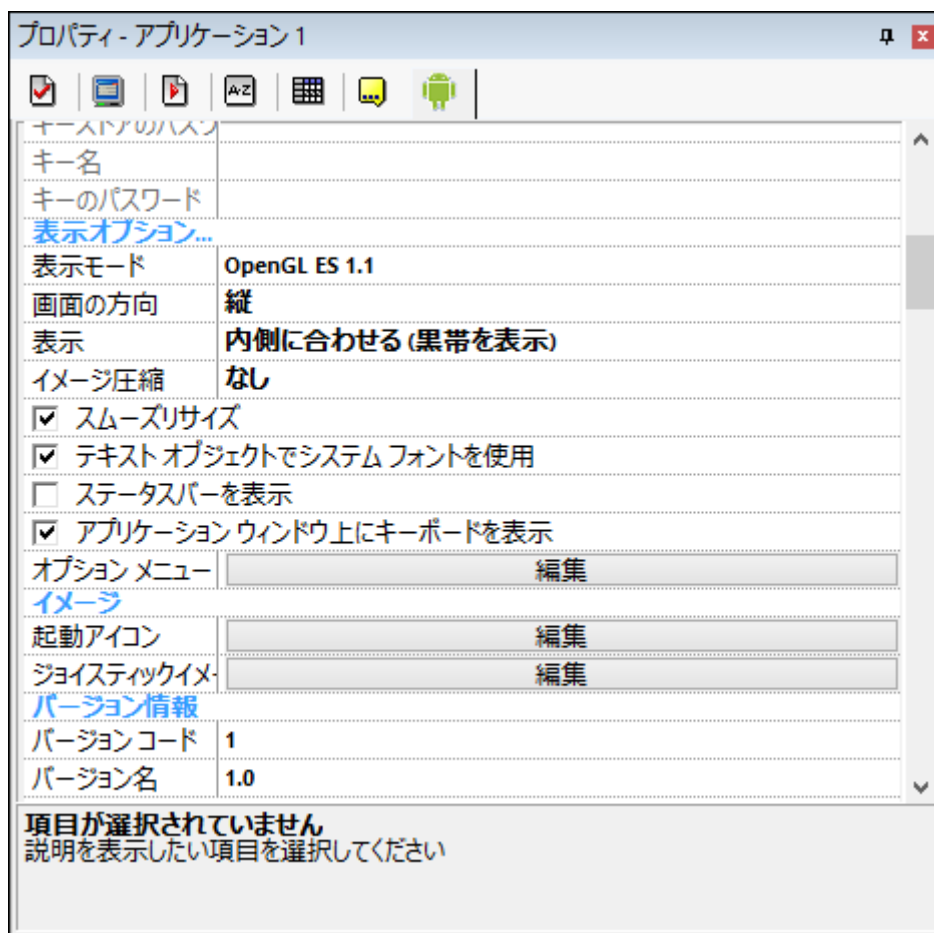 プロパティ - アプリケーション 1
A-Z
キーストアのパスワ
キー名
キーのパスワード
表示オプション...
表示モード OpenGL ES 1.1
画面の方向 縦
表示 内側に合わせる (黒帯を表示)
イメージ圧縮 なし
スムーズリサイズ
テキスト オブジェクトでシステム フォントを使用
ステータスバーを表示
アプリケーション ウィンドウ上にキーボードを表示
オプション メニュー 編集
イメージ
起動アイコン 編集
ジョイスティックイメー 編集
バージョン情報
バージョン コード 1
バージョン名 1.0
項目が選択されていません
説明を表示したい項目を選択してください